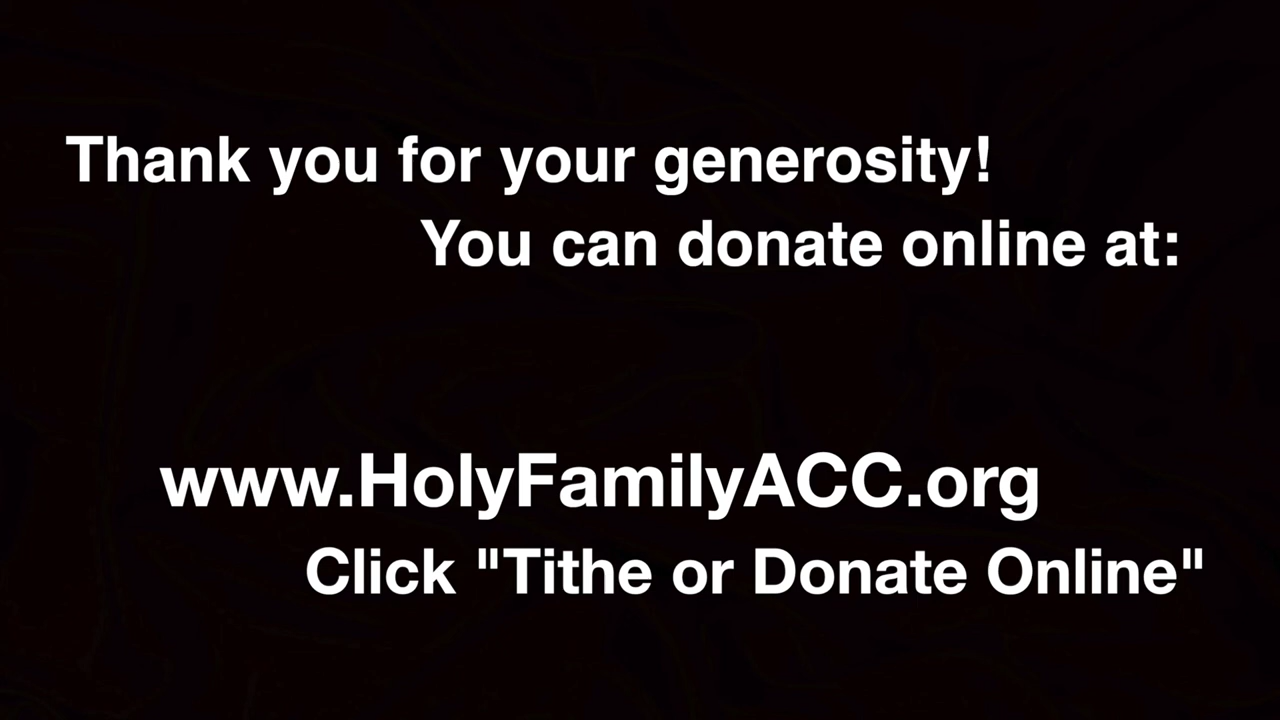 Thank you for your generosity!
You can donate online at:
www.HolyFamilyACC.org
Click "Tithe or Donate Online"